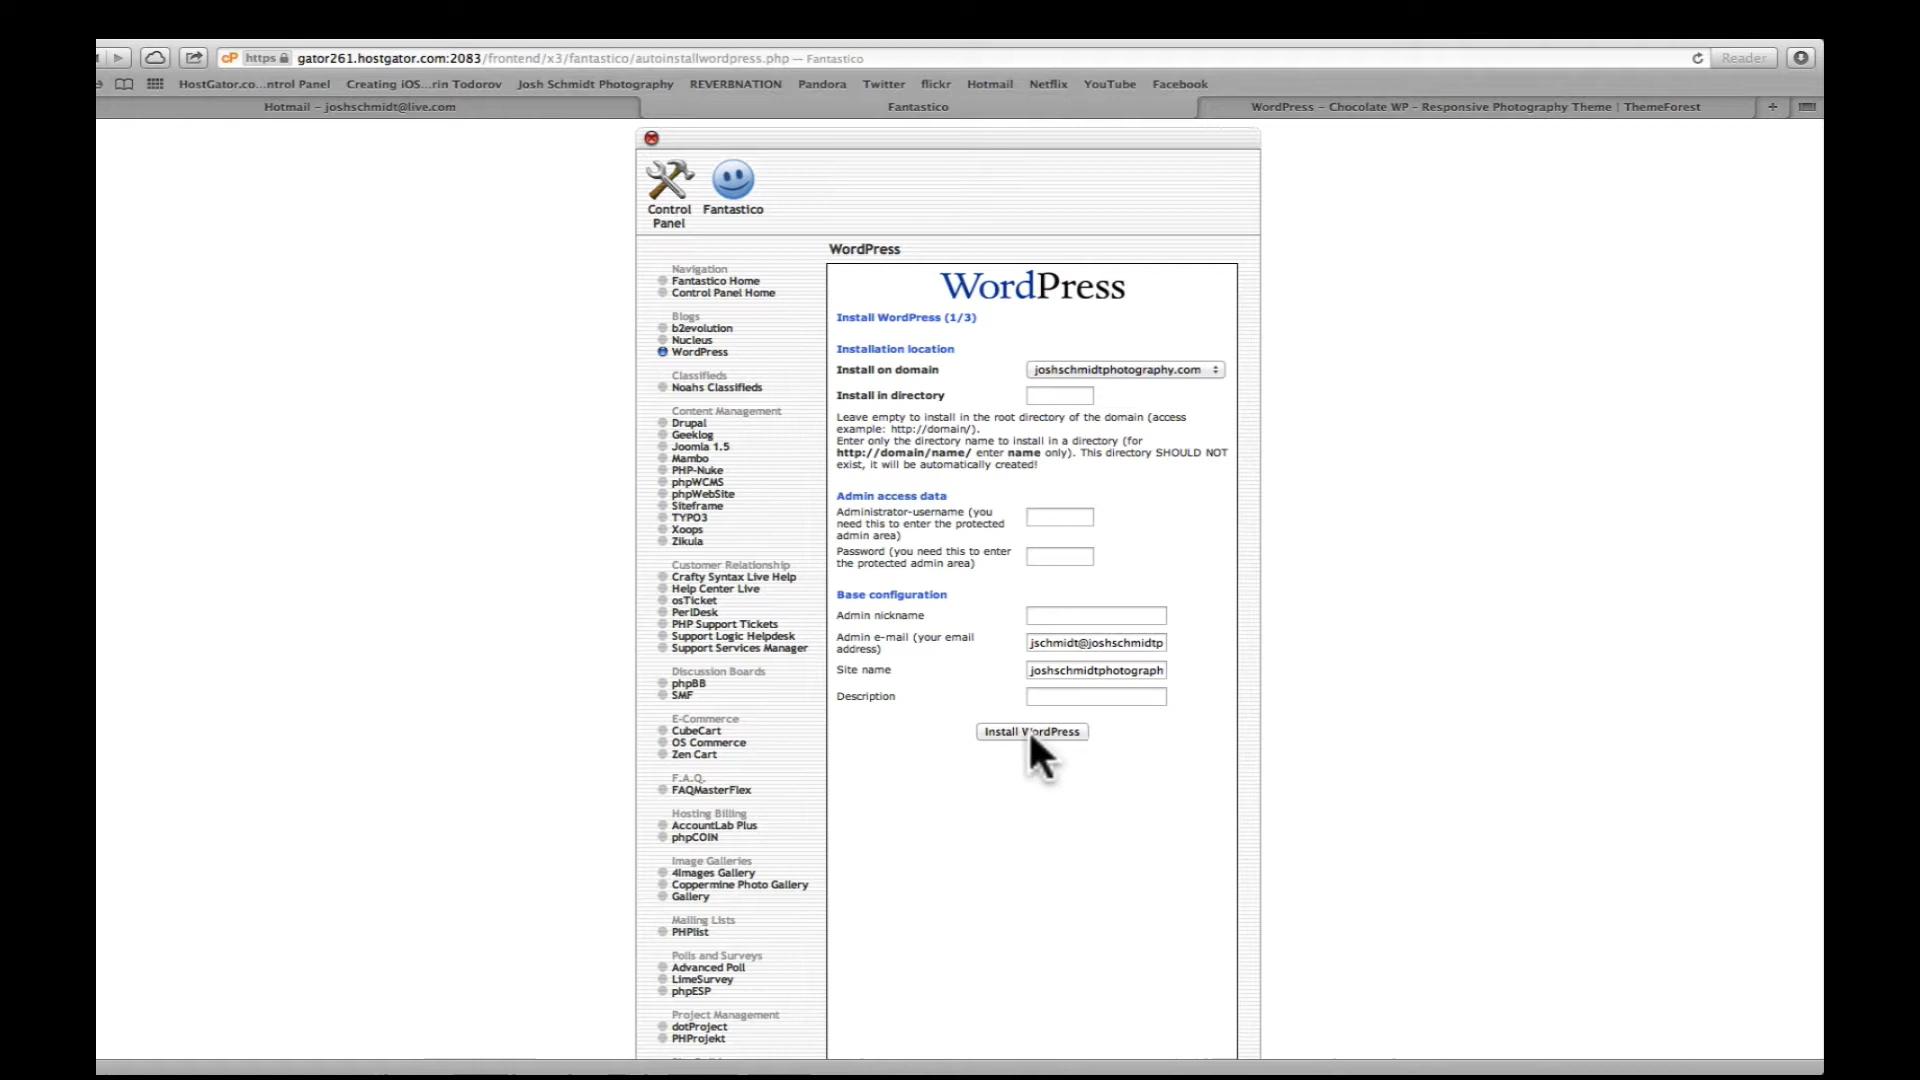 cP https gator261.hostgator.com:2083/frontend/x3/fantastico/autoinstallwordpress.php — Fantastico
Reader
HostGator.co...ntrol Panel Creating iOS...rin Todorov Josh Schmidt Photography REVERBNATION Pandora Twitter flickr Hotmail Netflix YouTube Facebook
Hotmail – joshschmidt@live.com
Fantastico
WordPress – Chocolate WP - Responsive Photography Theme | ThemeForest
+
Control Panel
Fantastico
Navigation
Fantastico Home
Control Panel Home
Blogs
b2evolution
Nucleus
WordPress
Classifieds
Noahs Classifieds
Content Management
Drupal
Geeklog
Joomla 1.5
Mambo
PHP-Nuke
phpWCMS
phpWebSite
Siteframe
TYPO3
Xoops
Zikula
Customer Relationship
Crafty Syntax Live Help
Help Center Live
osTicket
PerlDesk
PHP Support Tickets
Support Logic Helpdesk
Support Services Manager
Discussion Boards
phpBB
SMF
E-Commerce
CubeCart
OS Commerce
Zen Cart
F.A.Q.
FAQMasterFlex
Hosting Billing
AccountLab Plus
phpCOIN
Image Galleries
4Images Gallery
Coppermine Photo Gallery
Gallery
Mailing Lists
PHPlist
Polls and Surveys
Advanced Poll
LimeSurvey
phpESP
Project Management
dotProject
PHProjekt
WordPress
WordPress
Install WordPress (1/3)
Installation location
Install on domain joshschmidtphotography.com
Install in directory
Leave empty to install in the root directory of the domain (access
example: http://domain/).
Enter only the directory name to install in a directory (for
http://domain/name/ enter name only). This directory SHOULD NOT
exist, it will be automatically created!
Admin access data
Administrator-username (you
need this to enter the protected
admin area)
Password (you need this to enter
the protected admin area)
Base configuration
Admin nickname
Admin e-mail (your email
address)
jschmidt@joshschmidtp
Site name joshschmidtphotograph
Description
Install WordPress